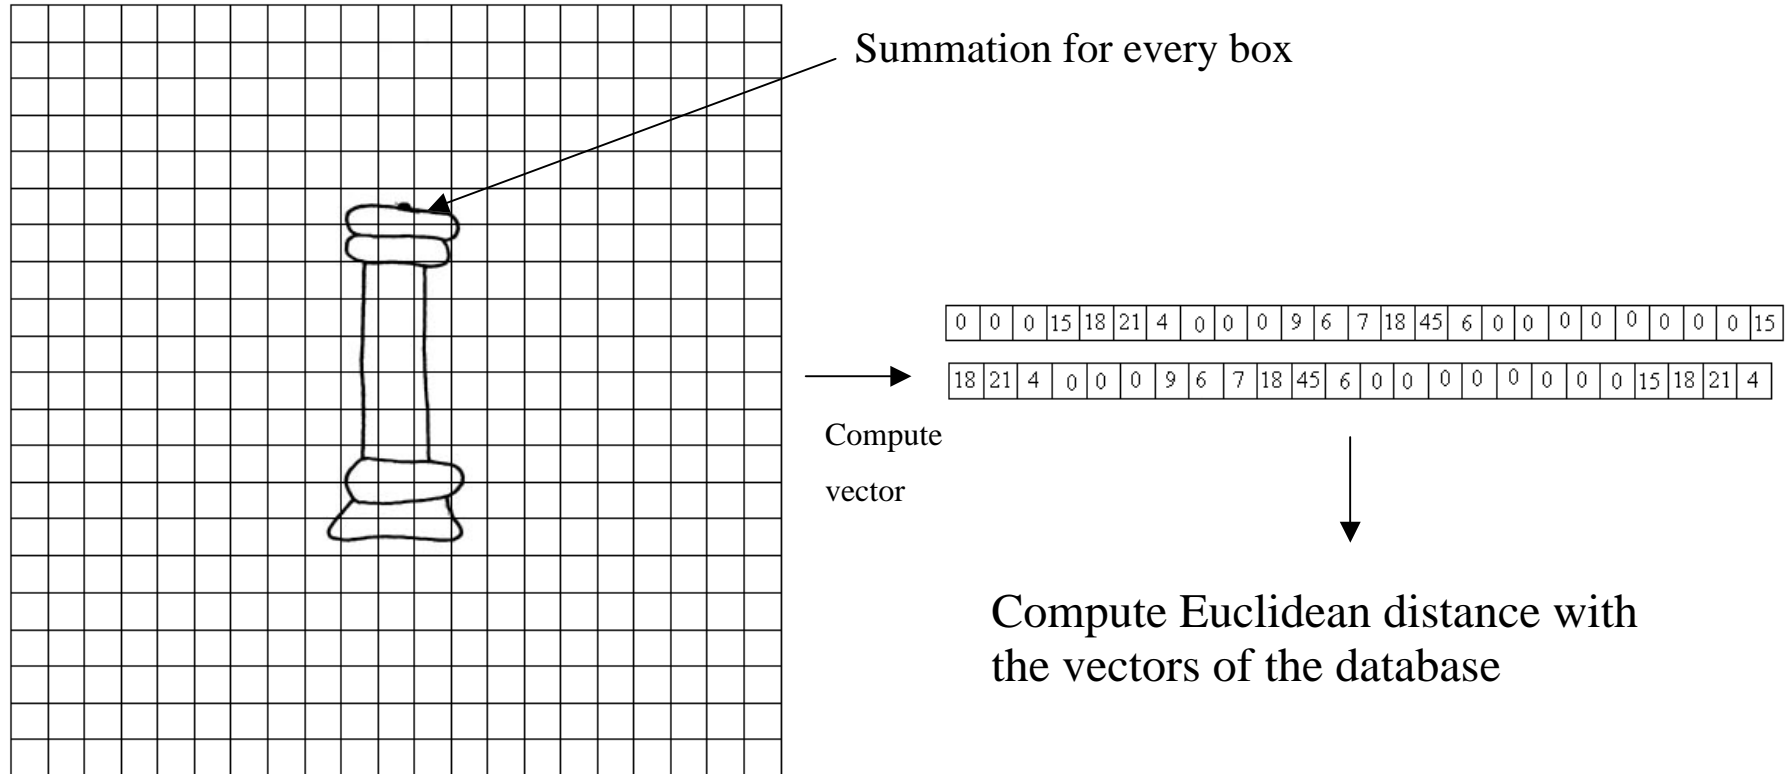 Summation for every box
0 0 0 15 18 21 4 0 0 0 9 6 7 18 45 6 0 0 0 0 0 0 0 0 15
18 21 4 0 0 0 9 6 7 18 45 6 0 0 0 0 0 0 0 0 15 18 21 4
Compute
vector
Compute Euclidean distance with
the vectors of the database